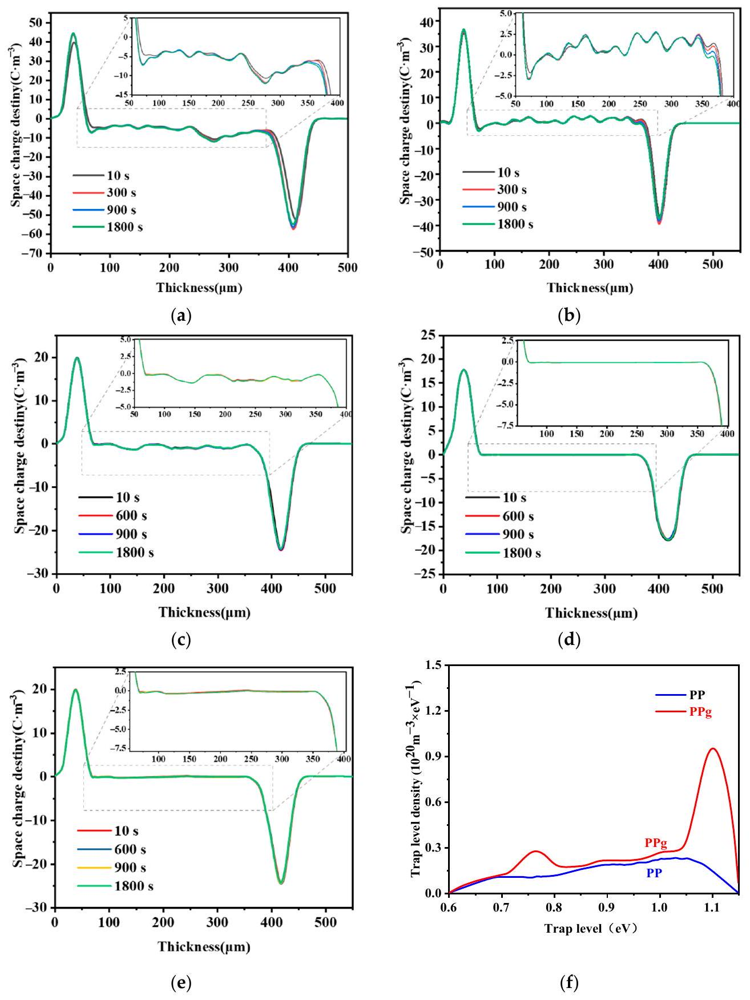 50
40
30
20
10
0
−10
−20
−30
−40
−50
−60
−70
Space charge destiny(C·m−3)
5
0
−5
−10
−15
50 100 150 200 250 300 350 400
10 s
300 s
900 s
1800 s
0 100 200 300 400 500
Thickness(μm)
(a)
40
30
20
10
0
−10
−20
−30
−40
−50
Space charge destiny(C·m−3)
5.0
2.5
0.0
−2.5
−5.0
50 100 150 200 250 300 350 400
10 s
300 s
900 s
1800 s
0 100 200 300 400 500
Thickness(μm)
(b)
20
10
0
−10
−20
−30
Space charge destiny(C·m−3)
5.0
2.5
0.0
−2.5
−5.0
50 100 150 200 250 300 350 400
10 s
600 s
900 s
1800 s
0 100 200 300 400 500
Thickness(μm)
(c)
25
20
15
10
5
0
−5
−10
−15
−20
−25
Space charge destiny(C·m−3)
2.5
0.0
−2.5
−5.0
−7.5
100 150 200 250 300 350 400
10 s
600 s
900 s
1800 s
0 100 200 300 400 500
Thickness(μm)
(d)
20
10
0
−10
−20
−30
Space charge destiny(C·m−3)
2.5
0.0
−2.5
−5.0
−7.5
100 150 200 250 300 350 400
10 s
600 s
900 s
1800 s
0 100 200 300 400 500
Thickness(μm)
(e)
1.5
1.2
0.9
0.6
0.3
0.0
Trap level density (1020m−3×eV−1)
PP
PPg
PPg
PP
0.6 0.7 0.8 0.9 1.0 1.1
Trap level（eV）
(f)